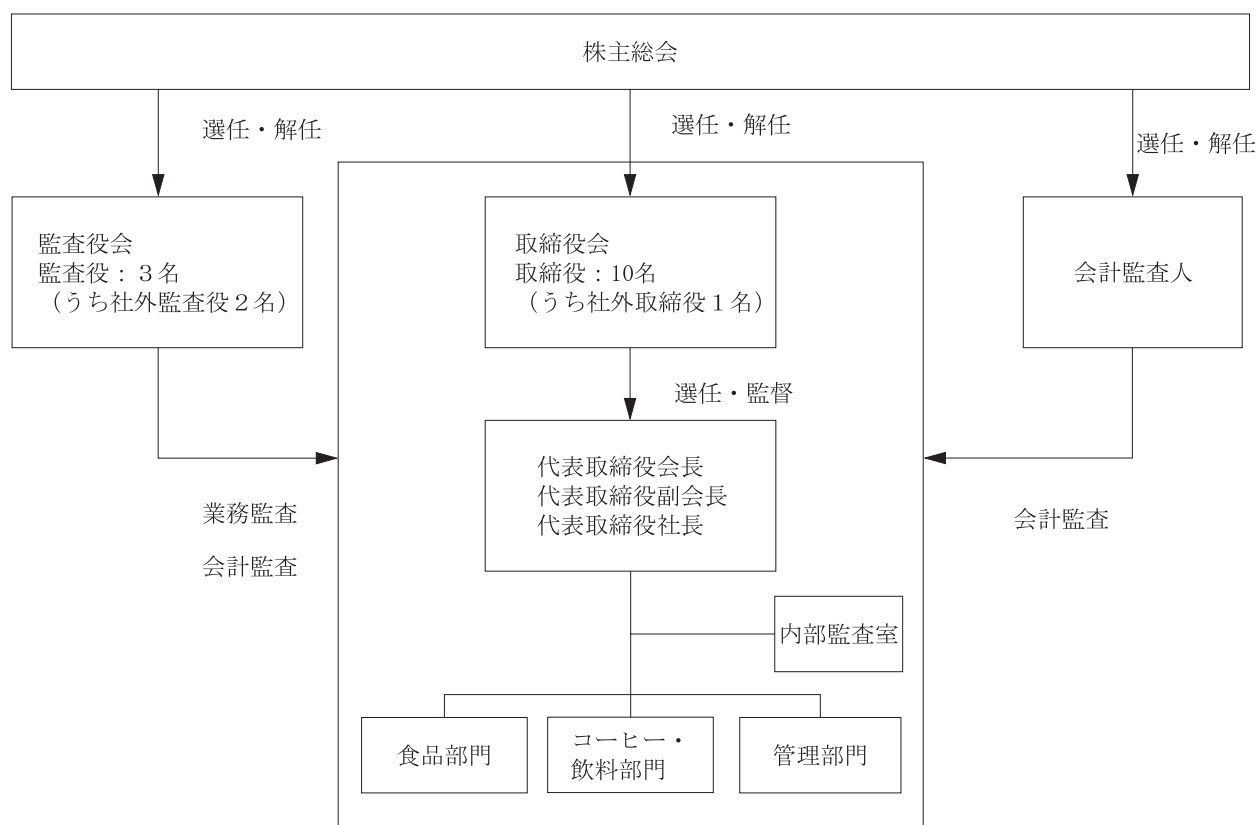 株主総会
選任・解任
選任・解任
選任・解任
監査役会
監査役：３名
（うち社外監査役２名）
取締役会
取締役：10名
（うち社外取締役１名）
会計監査人
選任・監督
代表取締役会長
代表取締役副会長
代表取締役社長
業務監査
会計監査
会計監査
内部監査室
食品部門
コーヒー・
飲料部門
管理部門